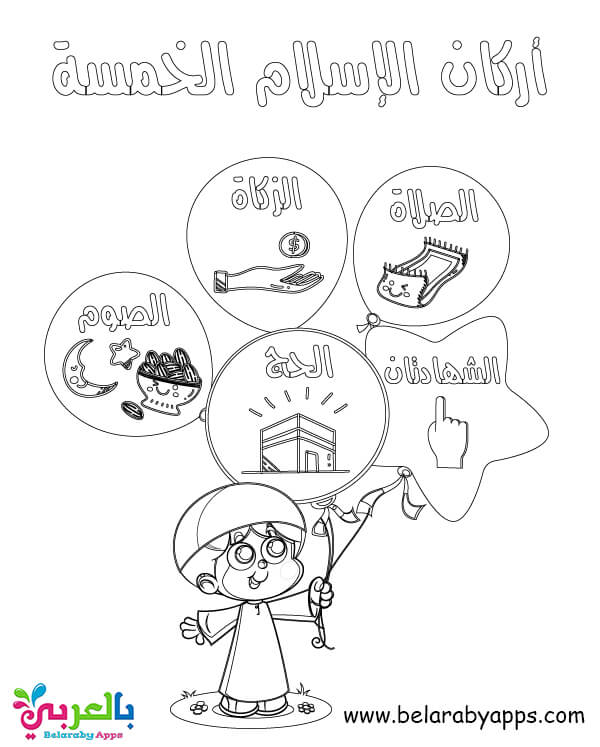 أركان الإسلام الخمسة
الصلاة
الزكاة
الشهادتان
الحج
الصوم
$
بالعربي
Belaraby Apps
www.belarabyapps.com